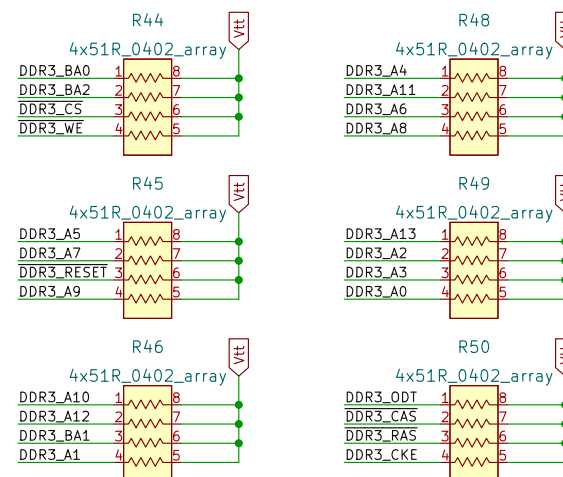 R44
Vtt
4x51R_0402_array
DDR3_BA0 1 8
DDR3_BA2 2 7
DDR3_CS 3 6
DDR3_WE 4 5
R48
4x51R_0402_array
DDR3_A4 1 8
DDR3_A11 2 7
DDR3_A6 3 6
DDR3_A8 4 5
R45
Vtt
4x51R_0402_array
DDR3_A5 1 8
DDR3_A7 2 7
DDR3_RESET 3 6
DDR3_A9 4 5
R49
4x51R_0402_array
DDR3_A13 1 8
DDR3_A2 2 7
DDR3_A3 3 6
DDR3_A0 4 5
R46
Vtt
4x51R_0402_array
DDR3_A10 1 8
DDR3_A12 2 7
DDR3_BA1 3 6
DDR3_A1 4 5
R50
4x51R_0402_array
DDR3_ODT 1 8
DDR3_CAS 2 7
DDR3_RAS 3 6
DDR3_CKE 4 5